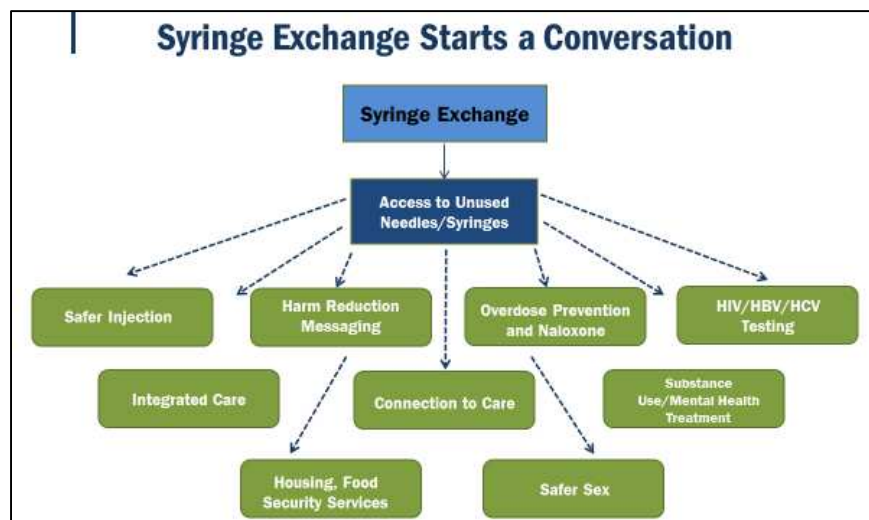 Syringe Exchange Starts a Conversation
Syringe Exchange
Access to Unused
Needles/Syringes
Safer Injection
Harm Reduction
Messaging
Overdose Prevention
and Naloxone
HIV/HBV/HCV
Testing
Integrated Care
Connection to Care
Substance
Use/Mental Health
Treatment
Housing, Food
Security Services
Safer Sex